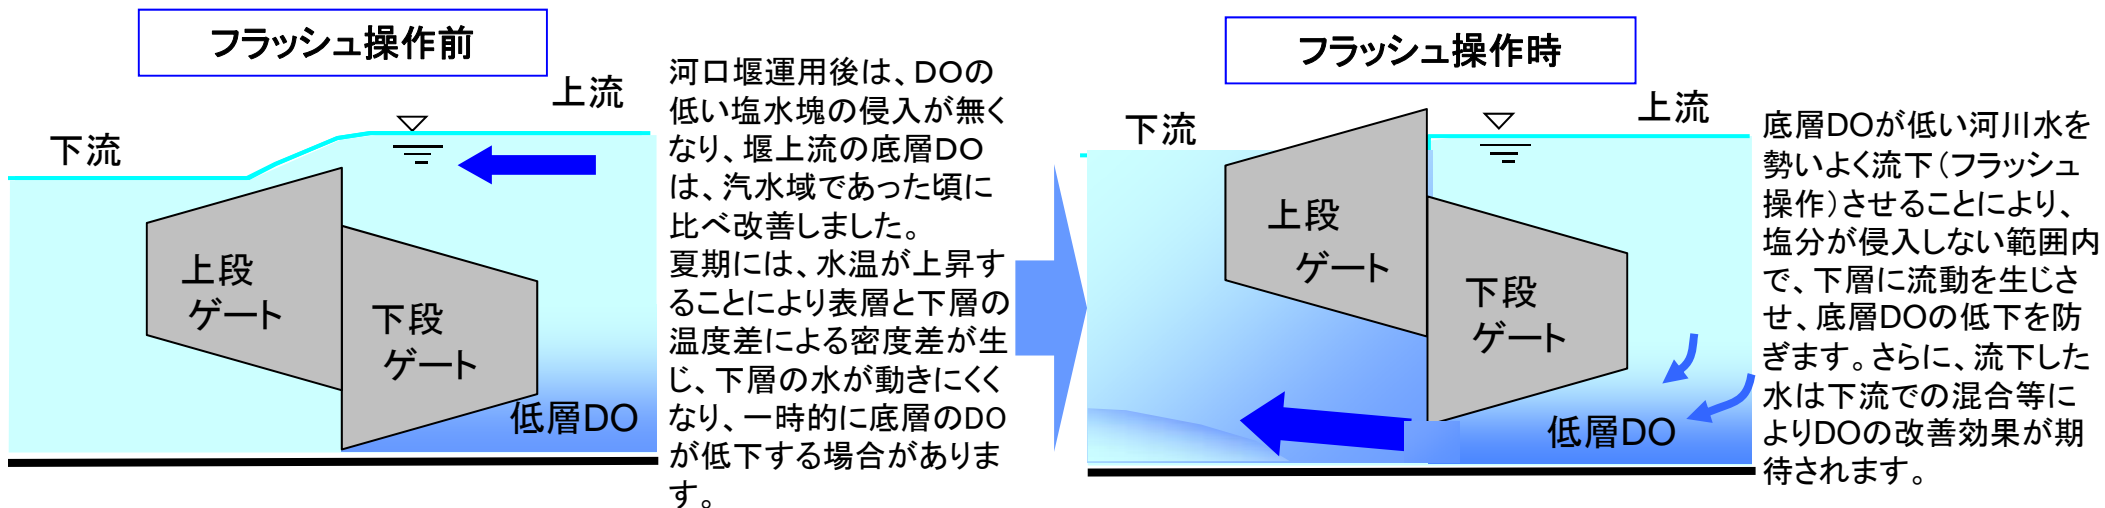 フラッシュ操作前
上流
下流
上段
ゲート
下段
ゲート
低層DO
河口堰運用後は、DOの
低い塩水塊の侵入が無く
なり、堰上流の底層DO
は、汽水域であった頃に
比べ改善しました。
夏期には、水温が上昇す
ることにより表層と下層の
温度差による密度差が生
じ、下層の水が動きにくく
なり、一時的に底層のDO
が低下する場合がありま
す。
フラッシュ操作時
下流
上流
上段
ゲート
下段
ゲート
低層DO
底層DOが低い河川水を
勢いよく流下(フラッシュ
操作)させることにより、
塩分が侵入しない範囲内
で、下層に流動を生じさ
せ、底層DOの低下を防
ぎます。さらに、流下した
水は下流での混合等に
よりDOの改善効果が期
待されます。